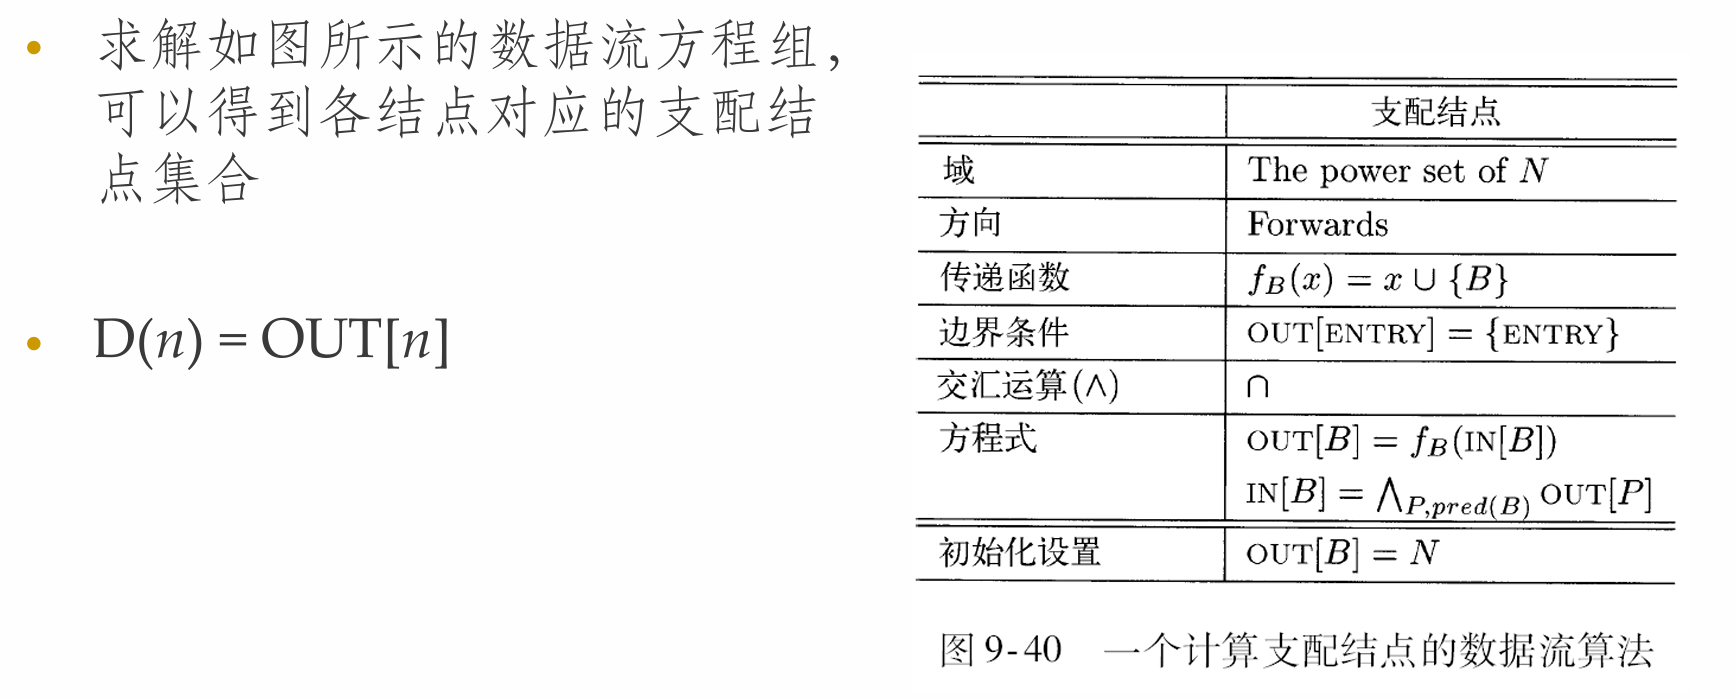 • 求解如图所示的数据流方程组，
可以得到各结点对应的支配结
点集合
• D(n) = OUT[n]
支配结点
域 The power set of N
方向 Forwards
传递函数 f_B(x) = x ∪ {B}
边界条件 OUT[ENTRY] = {ENTRY}
交汇运算(∧) ∩
方程式 OUT[B] = f_B(IN[B])
IN[B] = ⋀_{P,pred(B)} OUT[P]
初始化设置 OUT[B] = N
图 9-40 一个计算支配结点的数据流算法